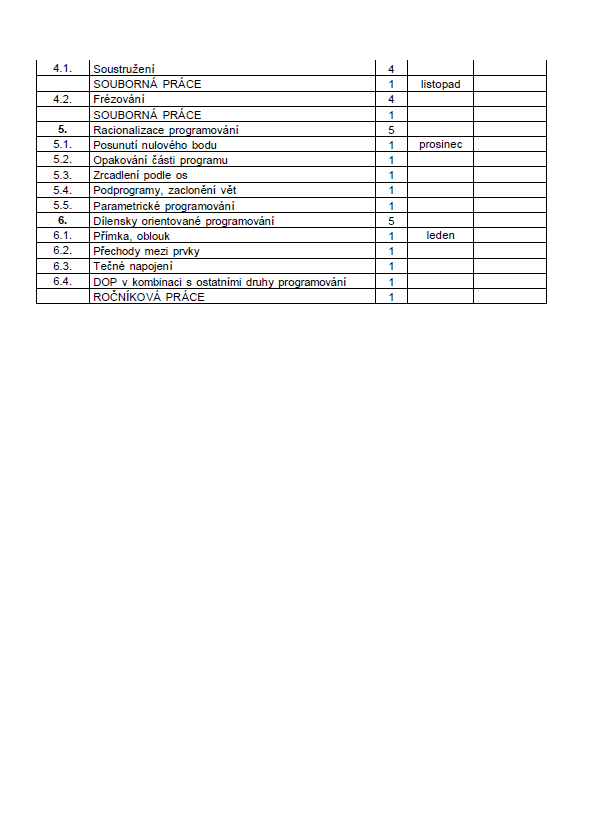 4.1. Soustružení 4
SOUBORNÁ PRÁCE 1 listopad
4.2. Frézování 4
SOUBORNÁ PRÁCE 1
5. Racionalizace programování 5
5.1. Posunutí nulového bodu 1 prosinec
5.2. Opakování části programu 1
5.3. Zrcadlení podle os 1
5.4. Podprogramy, zaclonění vět 1
5.5. Parametrické programování 1
6. Dílensky orientované programování 5
6.1. Přímka, oblouk 1 leden
6.2. Přechody mezi prvky 1
6.3. Tečné napojení 1
6.4. DOP v kombinaci s ostatními druhy programování 1
ROČNÍKOVÁ PRÁCE 1